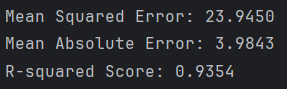 Mean Squared Error: 23.9450
Mean Absolute Error: 3.9843
R-squared Score: 0.9354